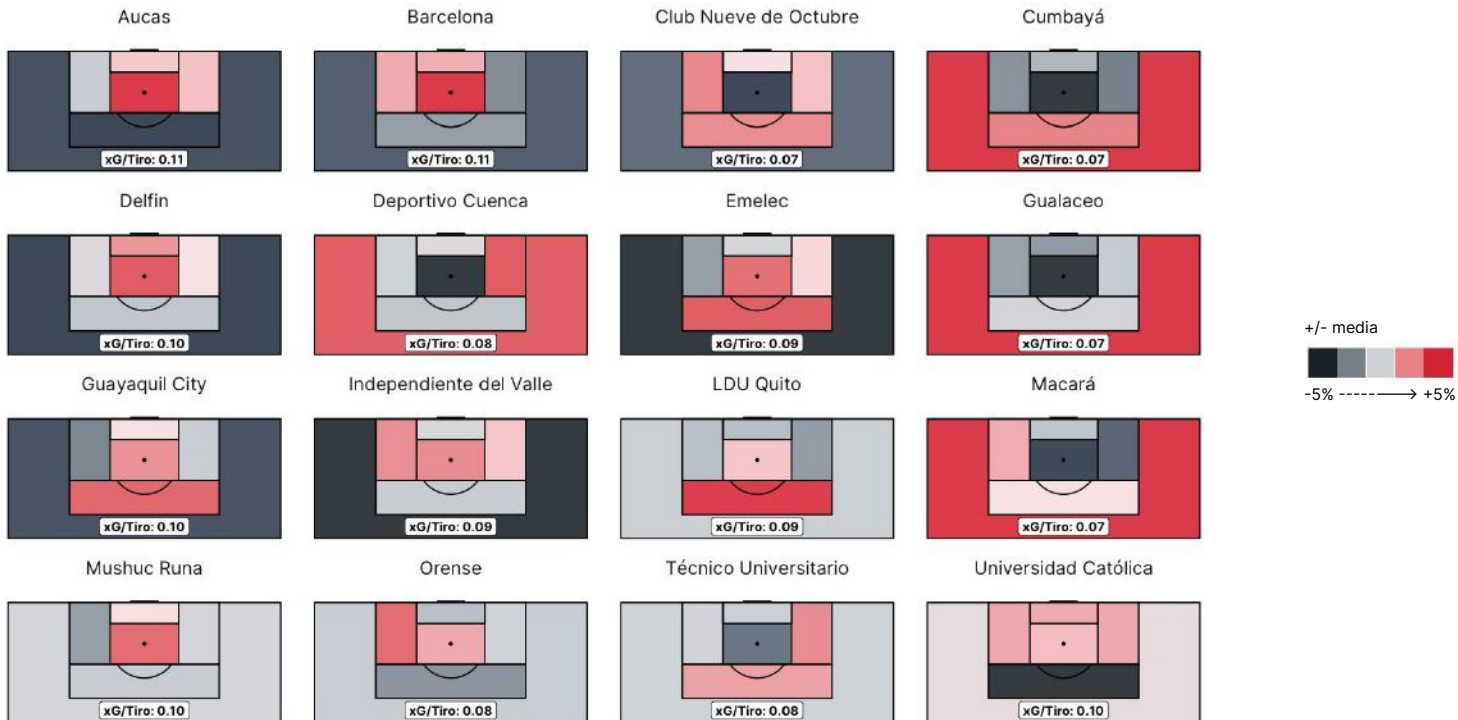 Aucas
Barcelona
Club Nueve de Octubre
Cumbayá
xG/Tiro: 0.11
xG/Tiro: 0.11
xG/Tiro: 0.07
xG/Tiro: 0.07
Delfin
Deportivo Cuenca
Emelec
Gualaceo
xG/Tiro: 0.10
xG/Tiro: 0.08
xG/Tiro: 0.09
xG/Tiro: 0.07
+/- media
-5% ------→ +5%
Guayaquil City
Independiente del Valle
LDU Quito
Macará
xG/Tiro: 0.10
xG/Tiro: 0.09
xG/Tiro: 0.09
xG/Tiro: 0.07
Mushuc Runa
Orense
Técnico Universitario
Universidad Católica
xG/Tiro: 0.10
xG/Tiro: 0.08
xG/Tiro: 0.08
xG/Tiro: 0.10